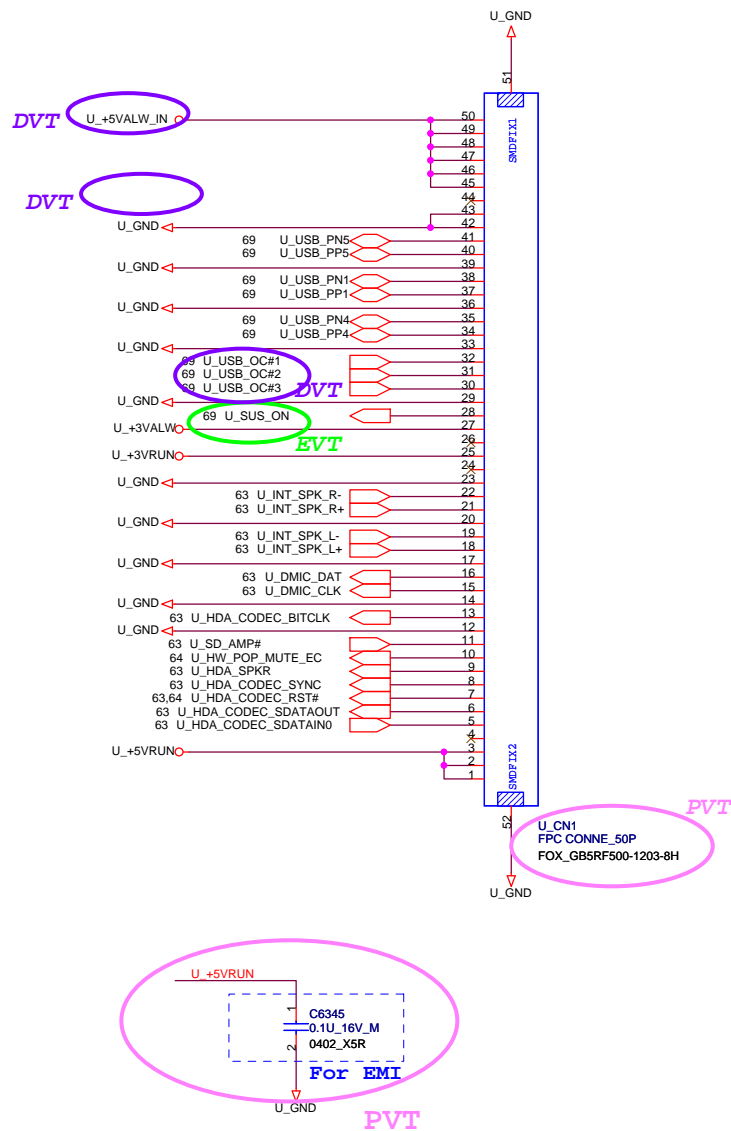 U_GND
51
SMDFIX1
DVT
U_+5VALW_IN
50
49
48
47
46
45
DVT
44
43
U_GND
42
69 U_USB_PN5
41
69 U_USB_PP5
40
U_GND
39
69 U_USB_PN1
38
69 U_USB_PP1
37
U_GND
36
69 U_USB_PN4
35
69 U_USB_PP4
34
U_GND
33
69 U_USB_OC#1
32
69 U_USB_OC#2
31
69 U_USB_OC#3
DVT
30
U_GND
29
69 U_SUS_ON
28
U_+3VALW
27
EVT
26
U_+3VRUN
25
24
U_GND
23
63 U_INT_SPK_R-
22
63 U_INT_SPK_R+
21
U_GND
20
63 U_INT_SPK_L-
19
63 U_INT_SPK_L+
18
U_GND
17
63 U_DMIC_DAT
16
63 U_DMIC_CLK
15
U_GND
14
63 U_HDA_CODEC_BITCLK
13
U_GND
12
63 U_SD_AMP#
11
64 U_HW_POP_MUTE_EC
10
63 U_HDA_SPKR
9
63 U_HDA_CODEC_SYNC
8
63,64 U_HDA_CODEC_RST#
7
63 U_HDA_CODEC_SDATAOUT
6
63 U_HDA_CODEC_SDATAIN0
5
4
U_+5VRUN
3
2
1
SMDFIX2
52
PVT
U_CN1
FPC CONNE_50P
FOX_GB5RF500-1203-8H
U_GND
U_+5VRUN
1
C6345
0.1U_16V_M
0402_X5R
2
For EMI
U_GND
PVT